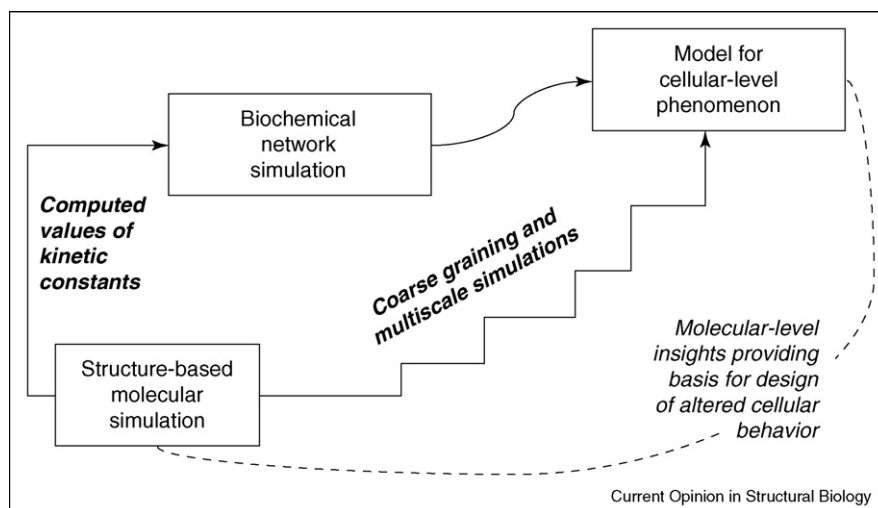 Model for
cellular-level
phenomenon
Biochemical
network
simulation
Computed
values of
kinetic
constants
Coarse graining and
multiscale simulations
Structure-based
molecular
simulation
Molecular-level
insights providing
basis for design
of altered cellular
behavior
Current Opinion in Structural Biology